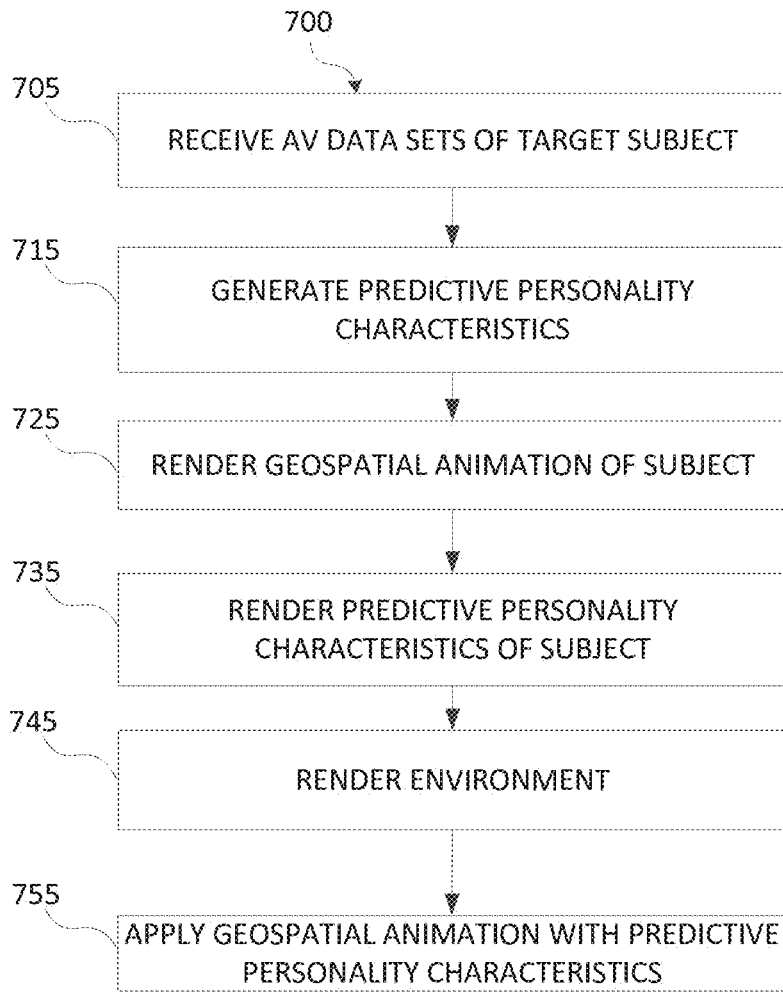 700
705
RECEIVE AV DATA SETS OF TARGET SUBJECT
715
GENERATE PREDICTIVE PERSONALITY
CHARACTERISTICS
725
RENDER GEOSPATIAL ANIMATION OF SUBJECT
735
RENDER PREDICTIVE PERSONALITY
CHARACTERISTICS OF SUBJECT
745
RENDER ENVIRONMENT
755
APPLY GEOSPATIAL ANIMATION WITH PREDICTIVE
PERSONALITY CHARACTERISTICS